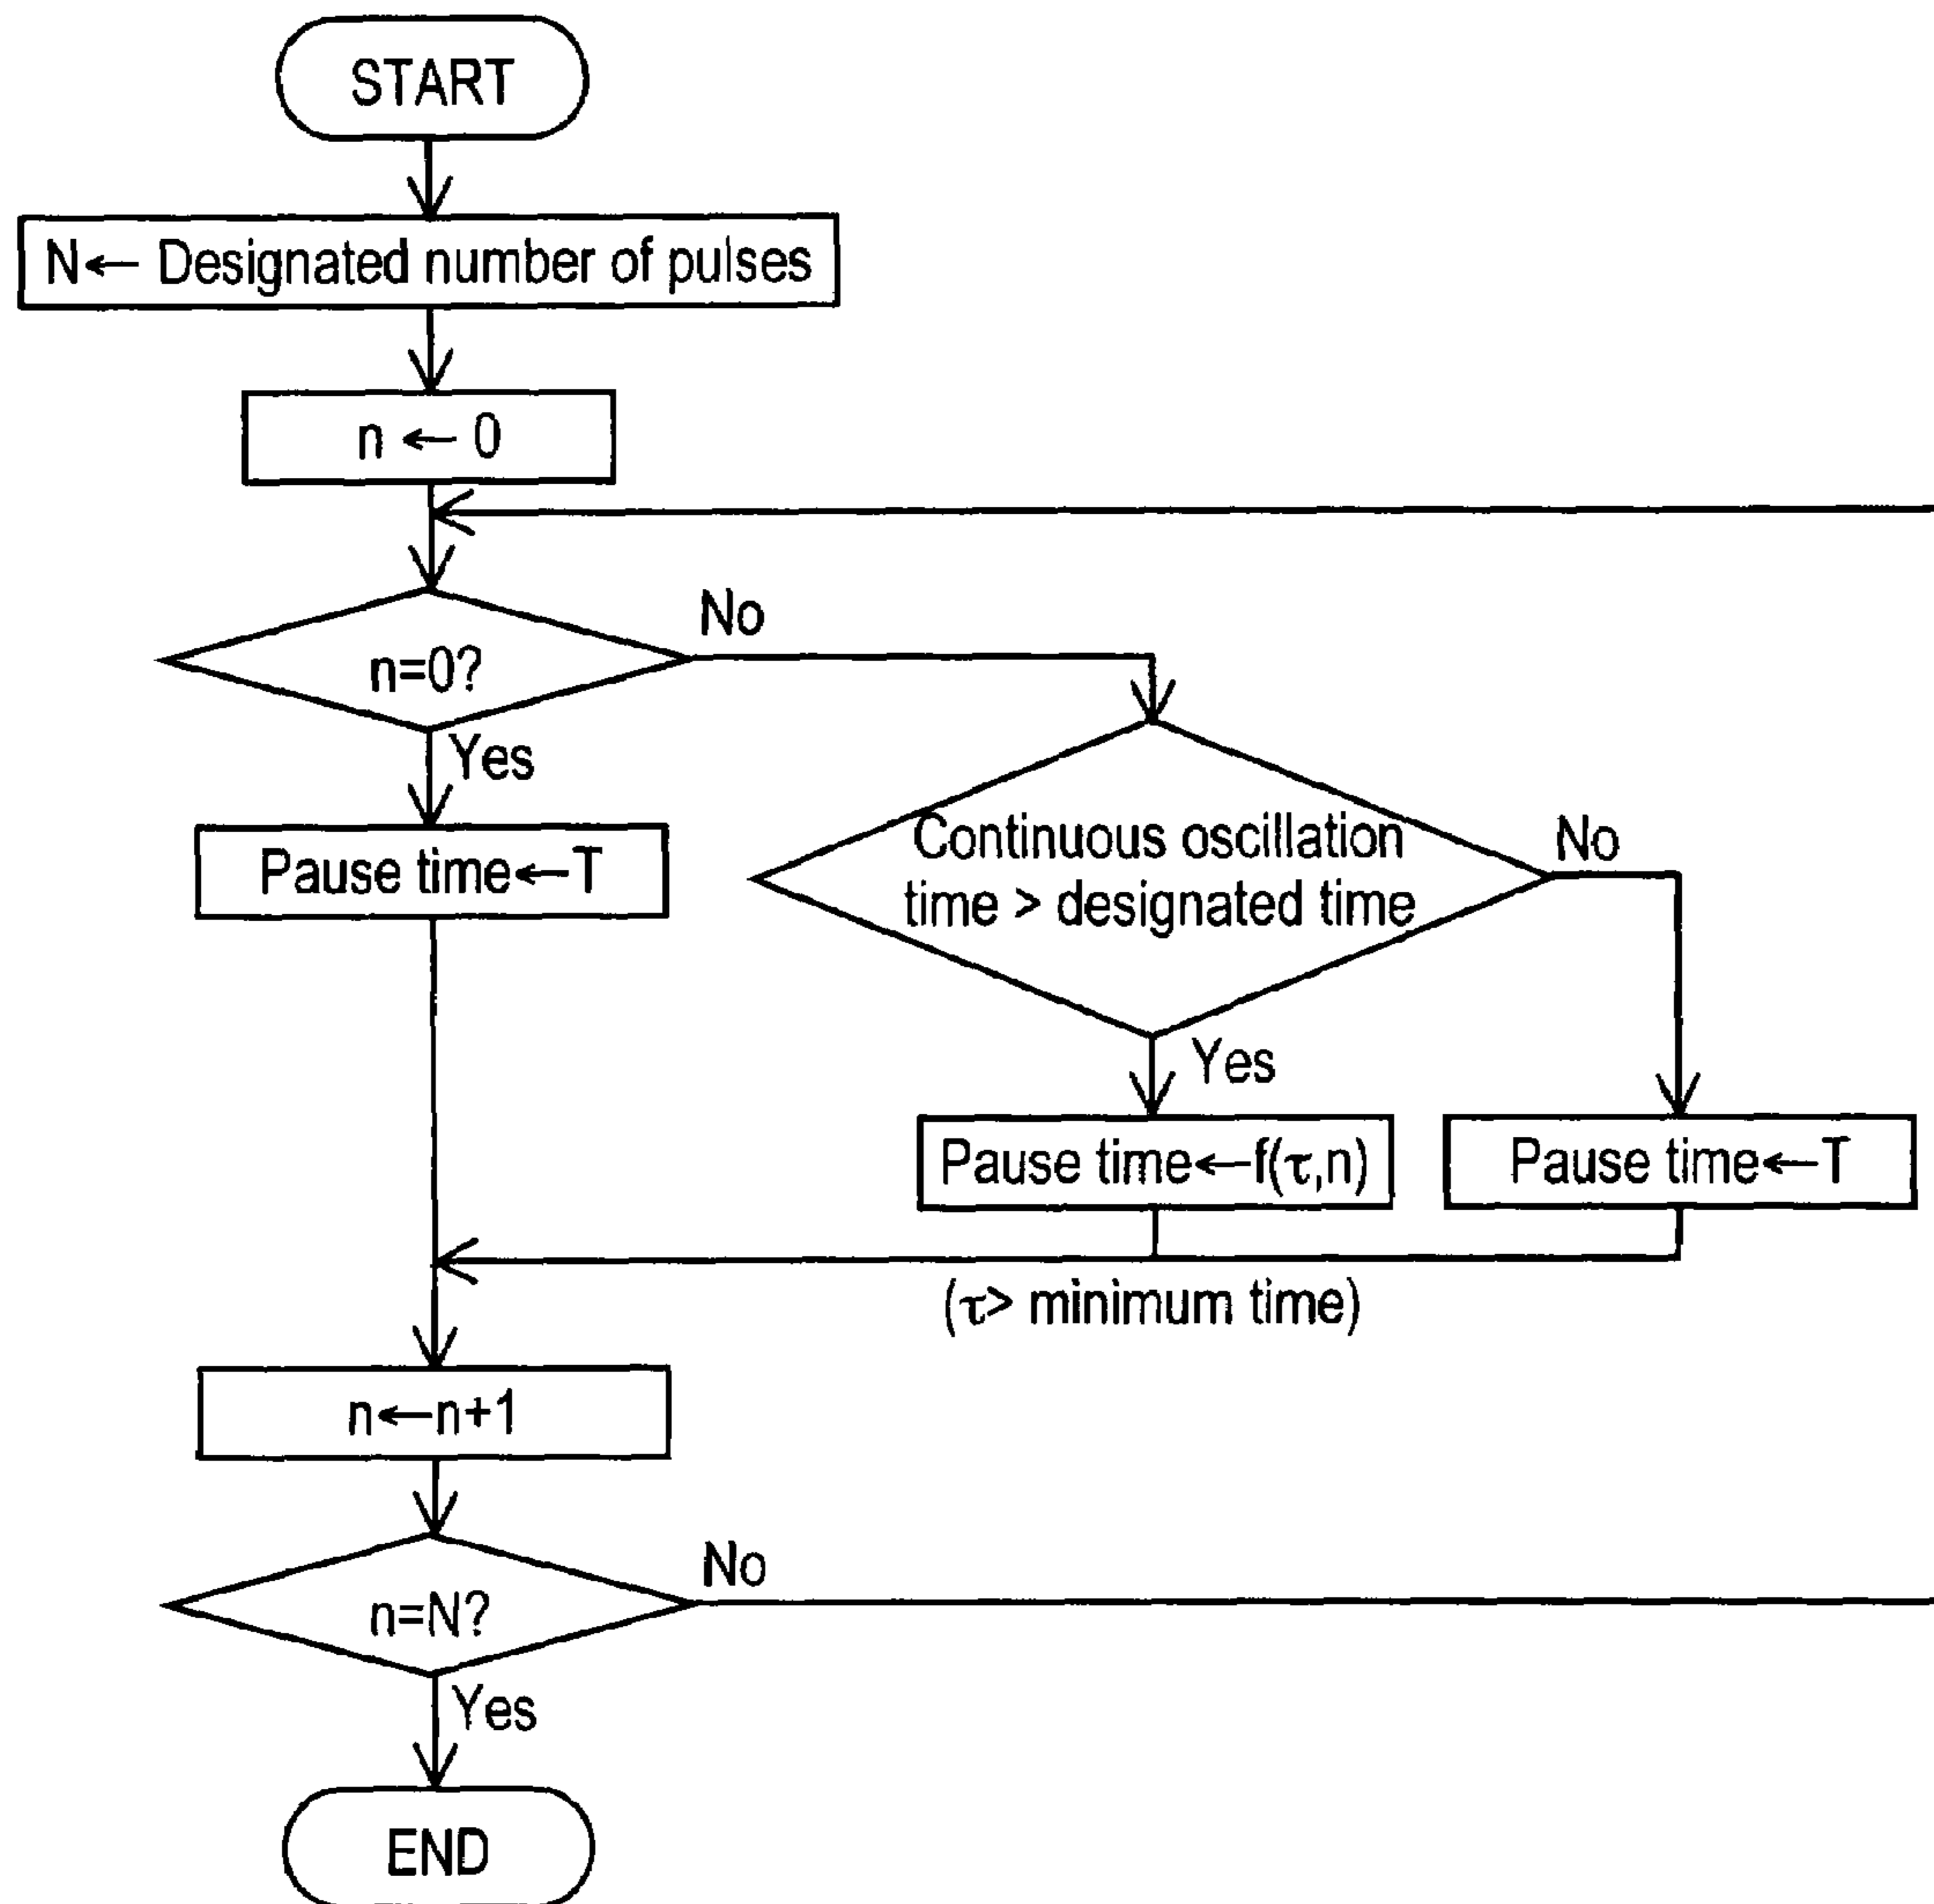 START
N← Designated number of pulses
n ← 0
n=0?
No
Yes
Pause time←T
Continuous oscillation
time > designated time
No
Yes
Pause time←f(τ,n)
Pause time←T
(τ> minimum time)
n←n+1
n=N?
No
Yes
END